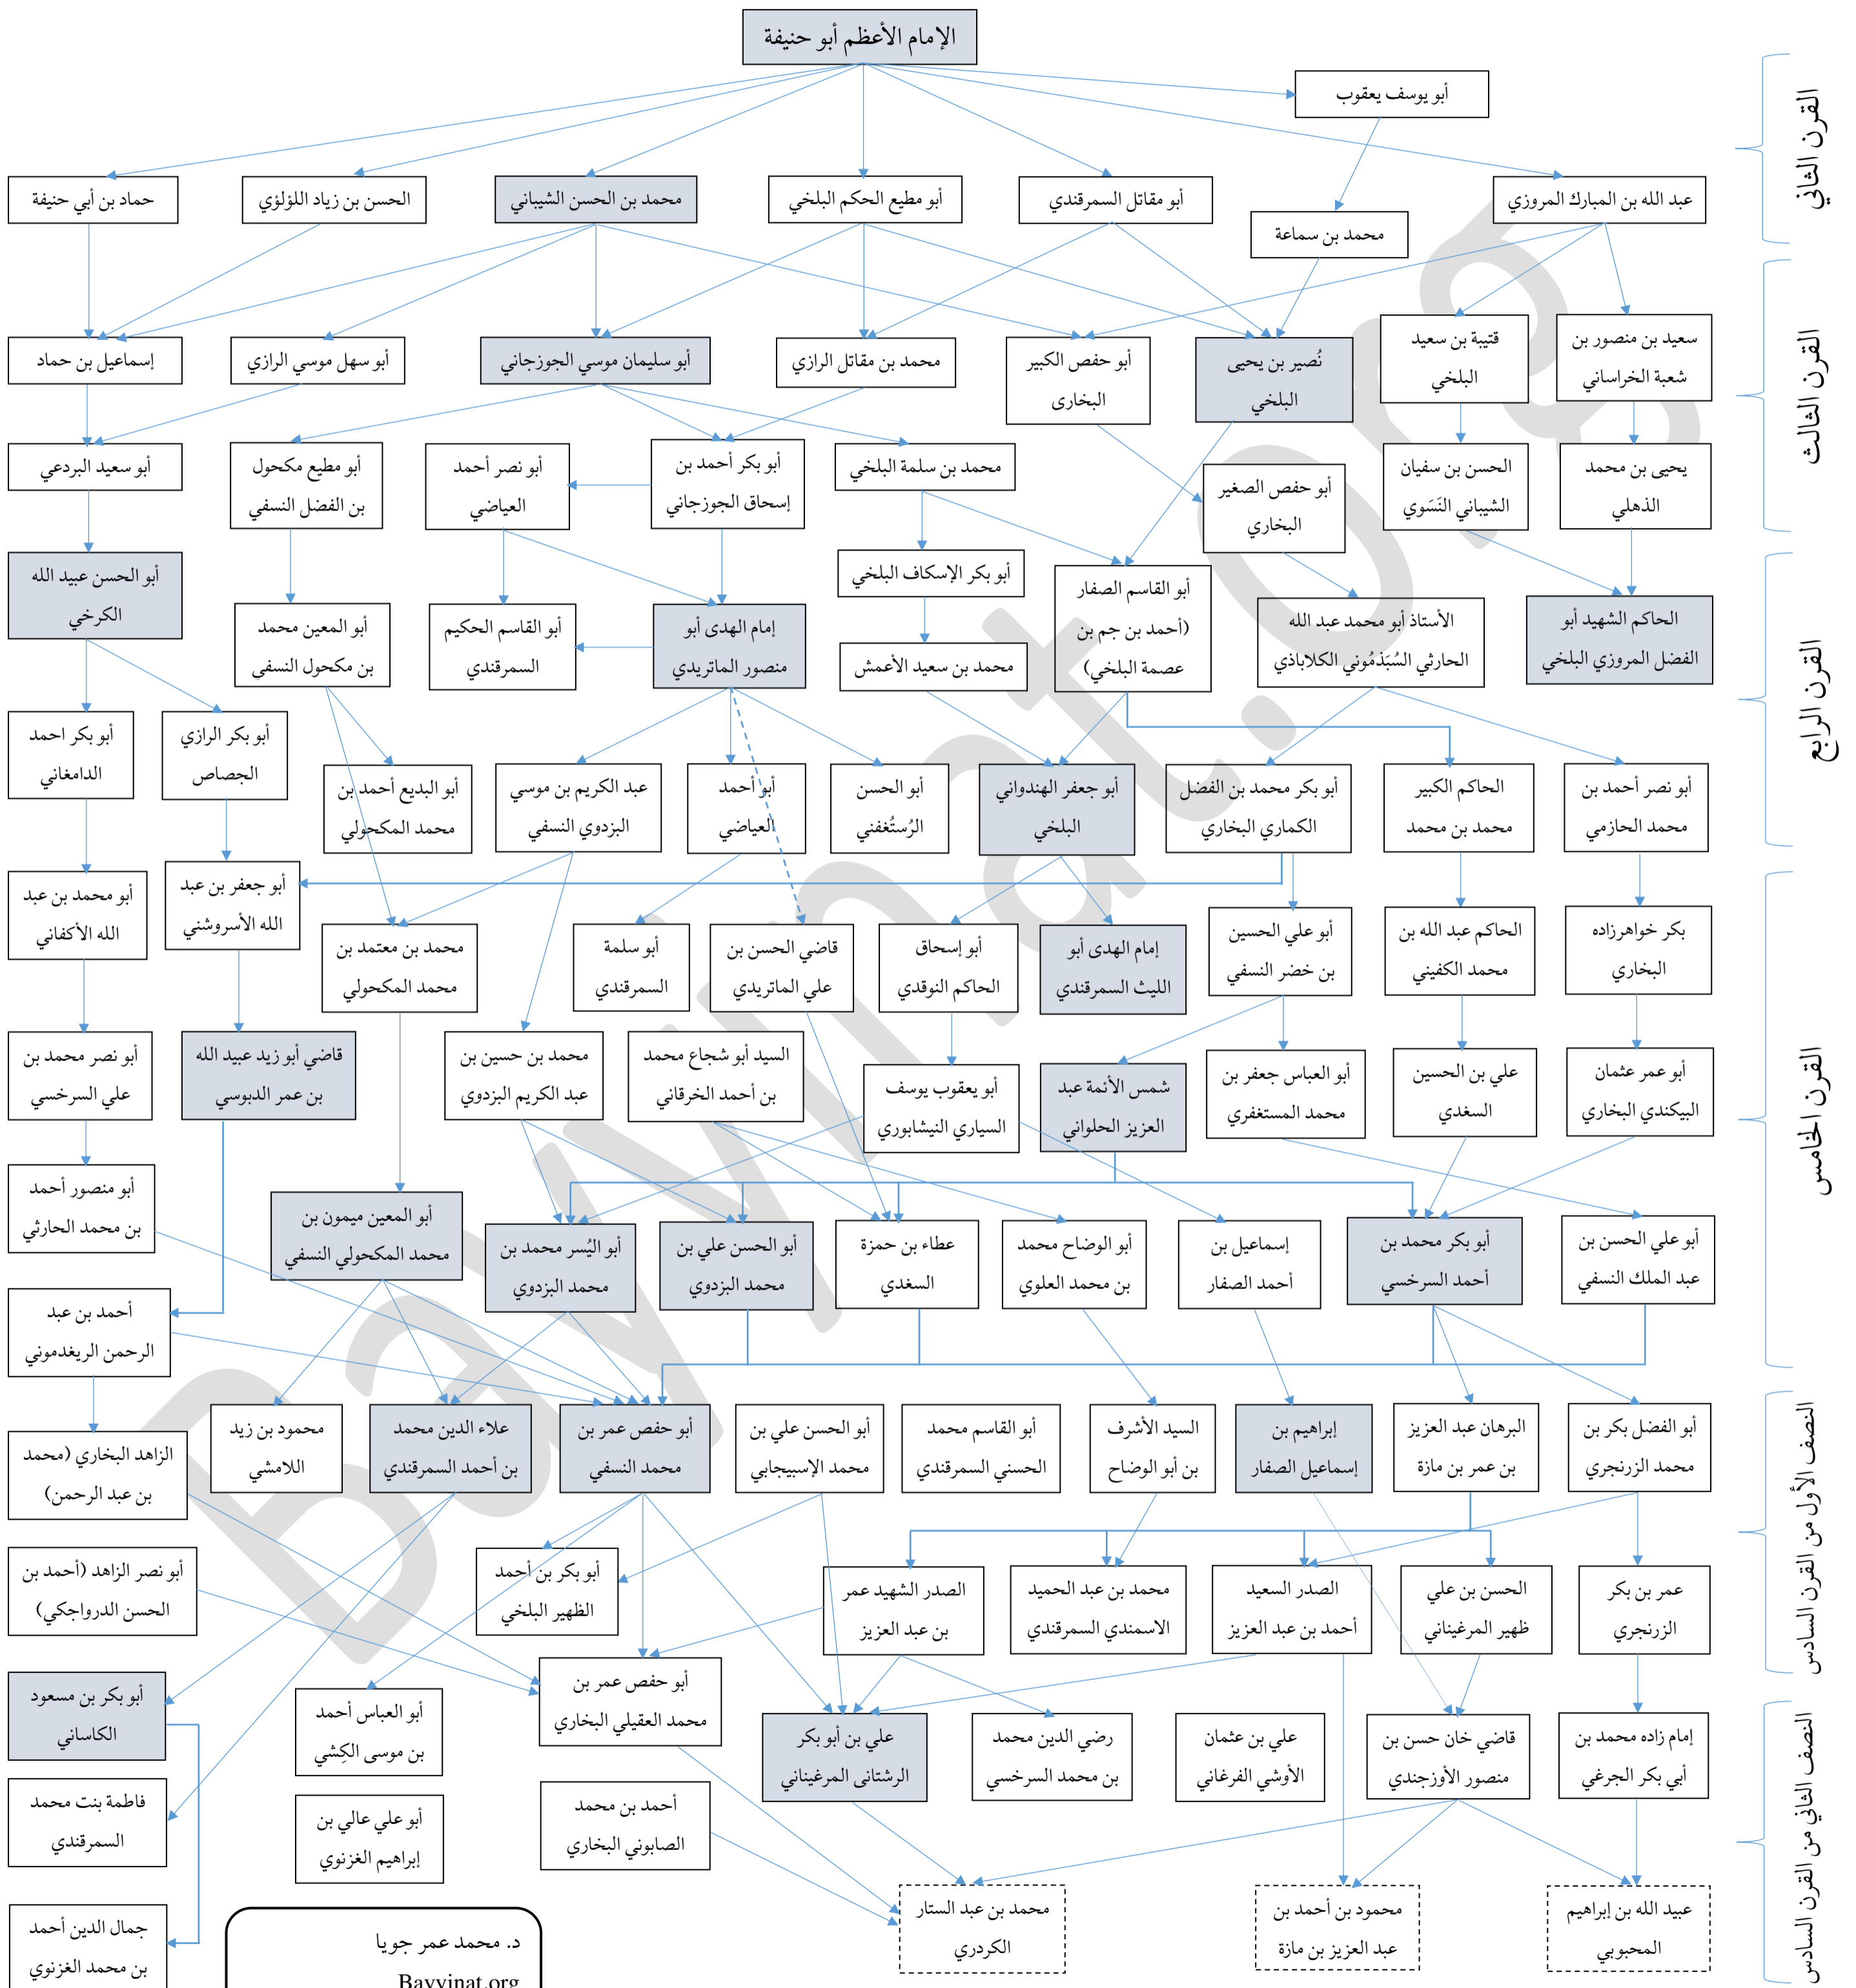 الإمام الأعظم أبو حنيفة
أبو يوسف يعقوب
القرن الثاني
عبد الله بن المبارك المروزي
أبو مقاتل السمرقندي
أبو مطيع الحكم البلخي
محمد بن الحسن الشيباني
الحسن بن زياد اللؤلؤي
حماد بن أبي حنيفة
محمد بن سماعة
القرن الثالث
سعيد بن منصور بن
شعبة الخراساني
قتيبة بن سعيد
البلخي
نُصير بن يحيى
البلخي
أبو حفص الكبير
البخارى
محمد بن مقاتل الرازي
أبو سليمان موسي الجوزجاني
أبو سهل موسي الرازي
إسماعيل بن حماد
يحيى بن محمد
الذهلي
الحسن بن سفيان
الشيباني النَسَوي
أبو حفص الصغير
البخاري
محمد بن سلمة البلخي
أبو بكر أحمد بن
إسحاق الجوزجاني
أبو نصر أحمد
العياضي
أبو مطيع مكحول
بن الفضل النسفي
أبو سعيد البردعي
القرن الرابع
الحاكم الشهيد أبو
الفضل المروزي البلخي
الأستاذ أبو محمد عبد الله
الحارثي السُبَذمُوني الكلاباذي
أبو القاسم الصفار
(أحمد بن جم بن
عصمة البلخي)
أبو بكر الإسكاف البلخي
محمد بن سعيد الأعمش
إمام الهدى أبو
منصور الماتريدي
أبو القاسم الحكيم
السمرقندي
أبو المعين محمد
بن مكحول النسفي
أبو الحسن عبيد الله
الكرخي
أبو نصر أحمد بن
محمد الحازمي
الحاكم الكبير
محمد بن محمد
أبو بكر محمد بن الفضل
الكماري البخاري
أبو جعفر الهندواني
البلخي
أبو الحسن
الرُستُغفني
أبو أحمد
العياضي
عبد الكريم بن موسي
البزدوي النسفي
أبو البديع أحمد بن
محمد المكحولي
أبو بكر الرازي
الجصاص
أبو بكر احمد
الدامغاني
القرن الخامس
بكر خواهرزاده
البخاري
الحاكم عبد الله بن
محمد الكفيني
أبو علي الحسين
بن خضر النسفي
إمام الهدى أبو
الليث السمرقندي
أبو إسحاق
الحاكم النوقدي
قاضي الحسن بن
علي الماتريدي
أبو سلمة
السمرقندي
محمد بن معتمد بن
محمد المكحولي
أبو جعفر بن عبد
الله الأسروشني
أبو محمد بن عبد
الله الأكفاني
أبو عمر عثمان
البيكندي البخاري
علي بن الحسين
السغدي
أبو العباس جعفر بن
محمد المستغفري
شمس الأئمة عبد
العزيز الحلواني
أبو يعقوب يوسف
السياري النيشابوري
السيد أبو شجاع محمد
بن أحمد الخرقاني
محمد بن حسين بن
عبد الكريم البزدوي
قاضي أبو زيد عبيد الله
بن عمر الدبوسي
أبو نصر محمد بن
علي السرخسي
أبو علي الحسن بن
عبد الملك النسفي
أبو بكر محمد بن
أحمد السرخسي
إسماعيل بن
أحمد الصفار
أبو الوضاح محمد
بن محمد العلوي
عطاء بن حمزة
السغدي
أبو الحسن علي بن
محمد البزدوي
أبو اليُسر محمد بن
محمد البزدوي
أبو المعين ميمون بن
محمد المكحولي النسفي
أبو منصور أحمد
بن محمد الحارثي
أحمد بن عبد
الرحمن الريغدموني
النصف الأول من القرن السادس
أبو الفضل بكر بن
محمد الزرنجري
البرهان عبد العزيز
بن عمر بن مازة
إبراهيم بن
إسماعيل الصفار
السيد الأشرف
بن أبو الوضاح
أبو القاسم محمد
الحسني السمرقندي
أبو الحسن علي بن
محمد الإسبيجابي
أبو حفص عمر بن
محمد النسفي
علاء الدين محمد
بن أحمد السمرقندي
محمود بن زيد
اللامشي
الزاهد البخاري (محمد
بن عبد الرحمن)
عمر بن بكر
الزرنجري
الحسن بن علي
ظهير المرغيناني
الصدر السعيد
أحمد بن عبد العزيز
محمد بن عبد الحميد
الاسمندي السمرقندي
الصدر الشهيد عمر
بن عبد العزيز
أبو بكر بن أحمد
الظهير البلخي
أبو نصر الزاهد (أحمد بن
الحسن الدرواجكي)
النصف الثاني من القرن السادس
إمام زاده محمد بن
أبي بكر الجرغي
قاضي خان حسن بن
منصور الأوزجندي
علي بن عثمان
الأوشي الفرغاني
رضي الدين محمد
بن محمد السرخسي
علي بن أبو بكر
الرشتانى المرغيناني
أبو حفص عمر بن
محمد العقيلي البخاري
أبو العباس أحمد
بن موسى الكِشي
أبو بكر بن مسعود
الكاساني
أحمد بن محمد
الصابوني البخاري
أبو علي عالي بن
إبراهيم الغزنوي
فاطمة بنت محمد
السمرقندي
عبيد الله بن إبراهيم
المحبوبي
محمود بن أحمد بن
عبد العزيز بن مازة
محمد بن عبد الستار
الكردري
جمال الدين أحمد
بن محمد الغزنوي
د. محمد عمر جويا
Bayyinat.org
Bayyinat.org